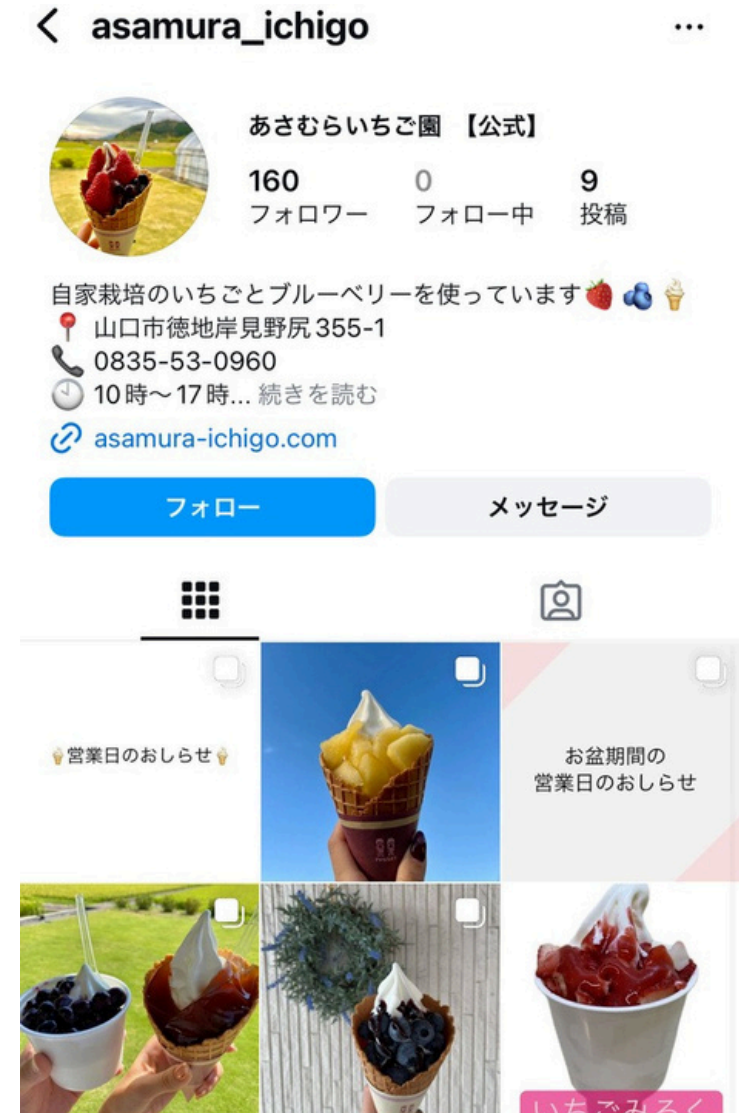 asamura_ichigo
あさむらいちご園 【公式】
160
0
9
フォロワー
フォロー中
投稿
自家栽培のいちごとブルーベリーを使っています🍓🫐🍦
📍 山口市徳地岸見野尻355-1
📞 0835-53-0960
🕙 10時〜17時... 続きを読む
asamura-ichigo.com
フォロー
メッセージ
🍦営業日のおしらせ🍦
お盆期間の
営業日のおしらせ
いちごみるく